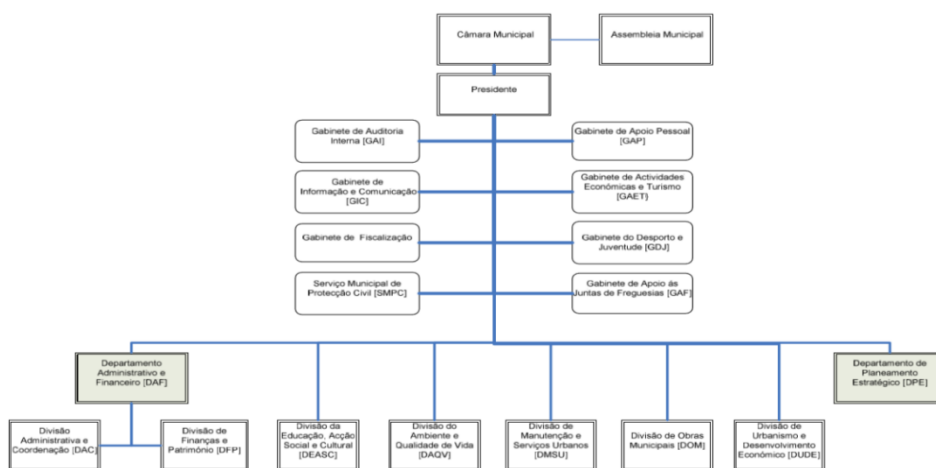 Câmara Municipal
Assembleia Municipal
Presidente
Gabinete de Auditoria
Interna [GAI]
Gabinete de Apoio Pessoal
[GAP]
Gabinete de
Informação e Comunicação
[GIC]
Gabinete de Actividades
Económicas e Turismo
[GAET}
Gabinete de Fiscalização
Gabinete do Desporto e
Juventude [GDJ]
Serviço Municipal de
Protecção Civil [SMPC]
Gabinete de Apoio ás
Juntas de Freguesias [GAF]
Departamento
Administrativo e
Financeiro [DAF]
Departamento de
Planeamento
Estratégico [DPE]
Divisão
Administrativa e
Coordenação [DAC]
Divisão de
Finanças e
Património [DFP]
Divisão da
Educação, Acção
Social e Cultural
[DEASC]
Divisão do
Ambiente e
Qualidade de Vida
[DAQV]
Divisão de
Manutenção e
Serviços Urbanos
[DMSU]
Divisão de Obras
Municipais [DOM]
Divisão de
Urbanismo e
Desenvolvimento
Económico [DUDE]